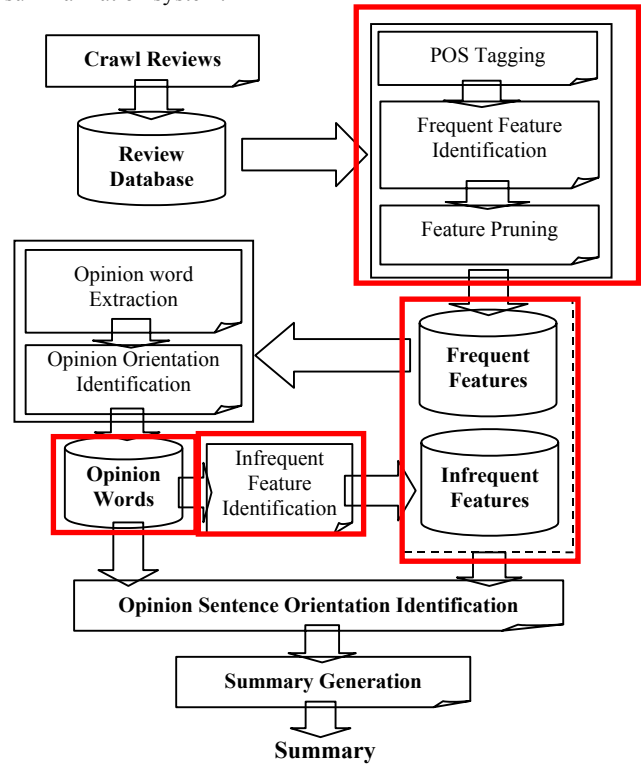 Crawl Reviews
Review
Database
POS Tagging
Frequent Feature
Identification
Feature Pruning
Opinion word
Extraction
Opinion Orientation
Identification
Frequent
Features
Infrequent
Features
Opinion
Words
Infrequent
Feature
Identification
Opinion Sentence Orientation Identification
Summary Generation
Summary